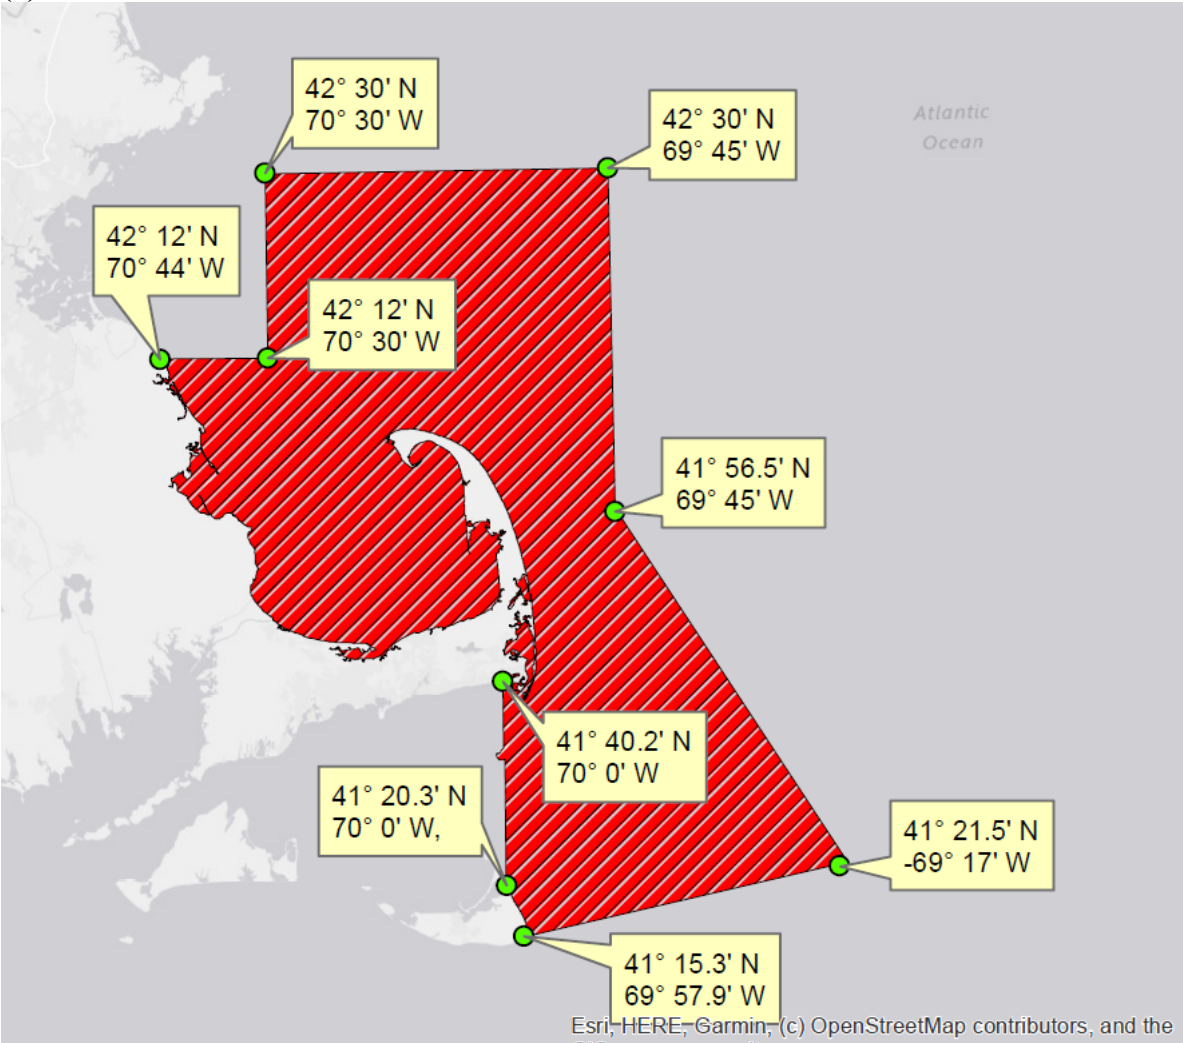 42° 30' N
70° 30' W
42° 30' N
69° 45' W
Atlantic
Ocean
42° 12' N
70° 44' W
42° 12' N
70° 30' W
41° 56.5' N
69° 45' W
41° 40.2' N
70° 0' W
41° 20.3' N
70° 0' W,
41° 21.5' N
-69° 17' W
41° 15.3' N
69° 57.9' W
Esri, HERE, Garmin, (c) OpenStreetMap contributors, and the